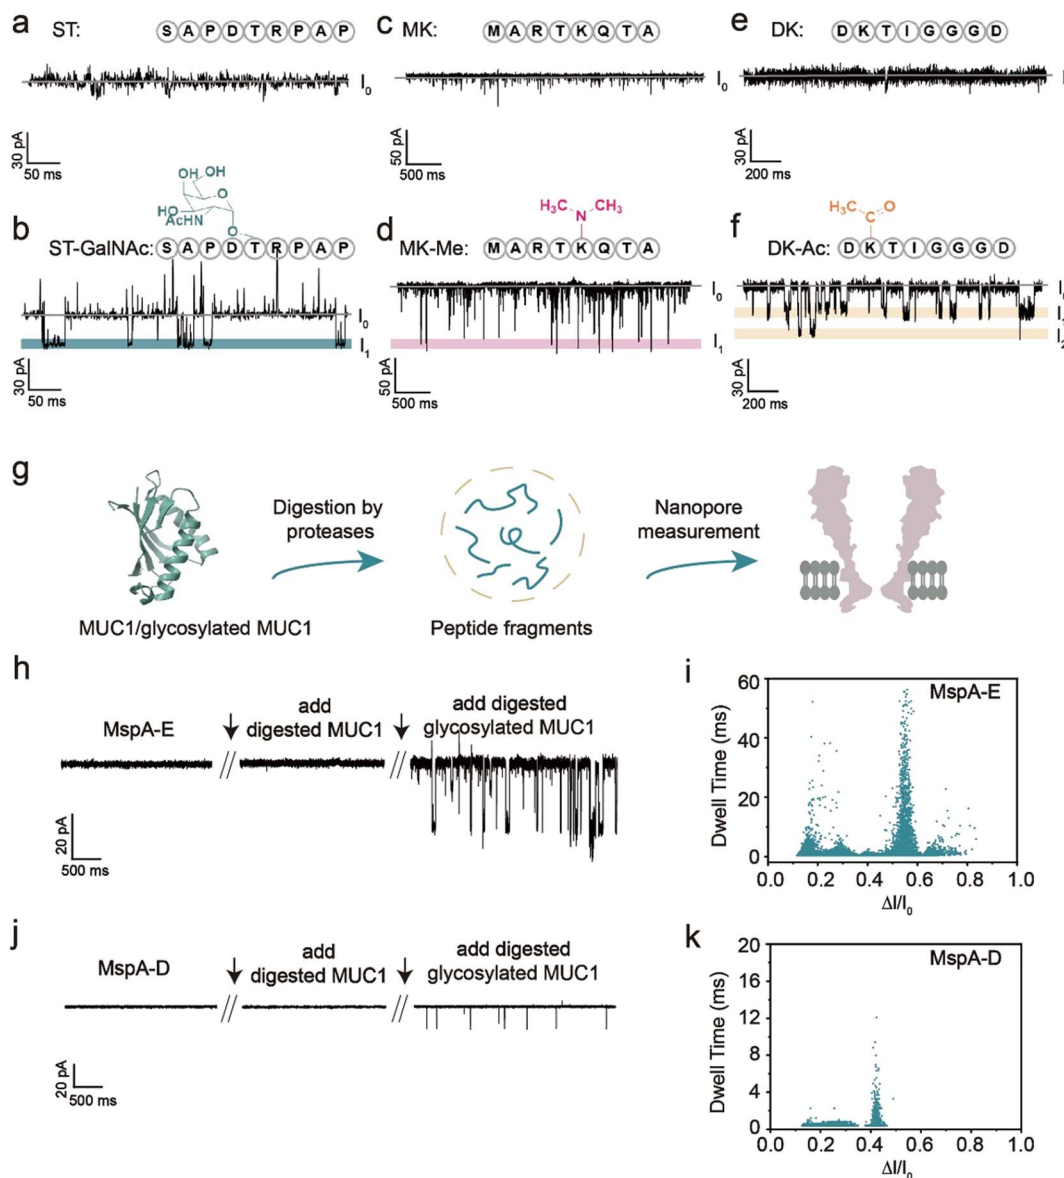 a ST: S A P D T R P A P
I0
30 pA
50 ms
c MK: M A R T K Q T A
I0
50 pA
500 ms
e DK: D K T I G G G D
I
30 pA
200 ms
OH OH
O
HO
AcHN
O
b ST-GalNAc: S A P D T R P A P
I0
I1
30 pA
50 ms
H3C CH3
N
d MK-Me: M A R T K Q T A
I0
I1
50 pA
500 ms
H3C O
C
f DK-Ac: D K T I G G G D
I
I
I2
30 pA
200 ms
g
Digestion by
proteases
Nanopore
measurement
MUC1/glycosylated MUC1
Peptide fragments
h
MspA-E
add
digested MUC1
add digested
glycosylated MUC1
20 pA
500 ms
i
MspA-E
Dwell Time (ms)
60
40
20
0
0.0 0.2 0.4 0.6 0.8 1.0
ΔI/I0
j
MspA-D
add
digested MUC1
add digested
glycosylated MUC1
20 pA
500 ms
k
MspA-D
Dwell Time (ms)
20
16
12
8
4
0
0.0 0.2 0.4 0.6 0.8 1.0
ΔI/I0